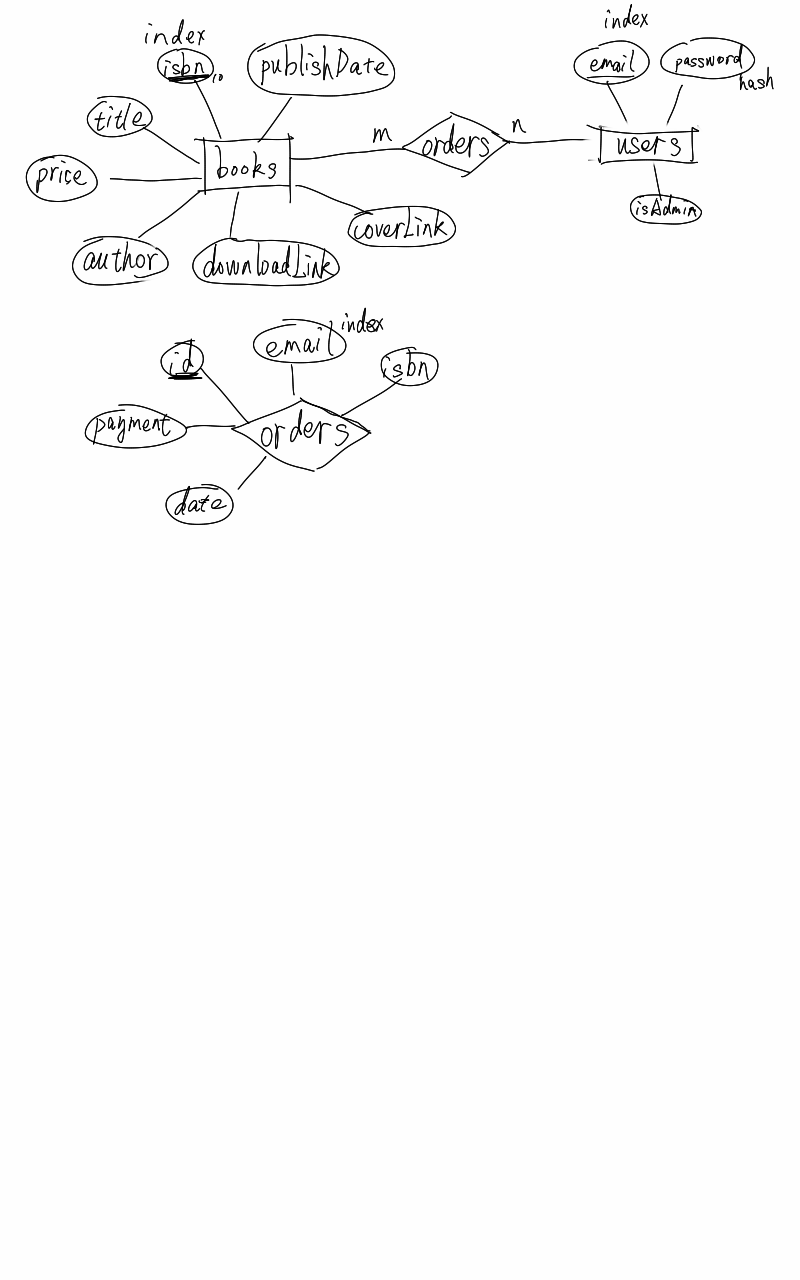 index
index
isbn 10
publishDate
email
password
hash
title
m
n
orders
users
books
price
isAdmin
coverLink
author
downloadLink
index
email
id
isbn
payment
orders
date